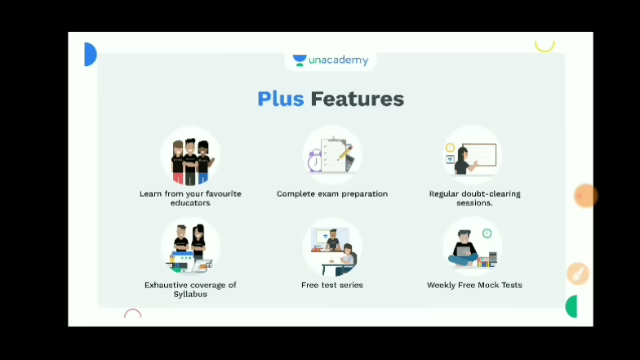 unacademy
Plus Features
Learn from your favourite
educators
Complete exam preparation
Regular doubt-clearing
sessions.
Exhaustive coverage of
Syllabus
Free test series
Weekly Free Mock Tests